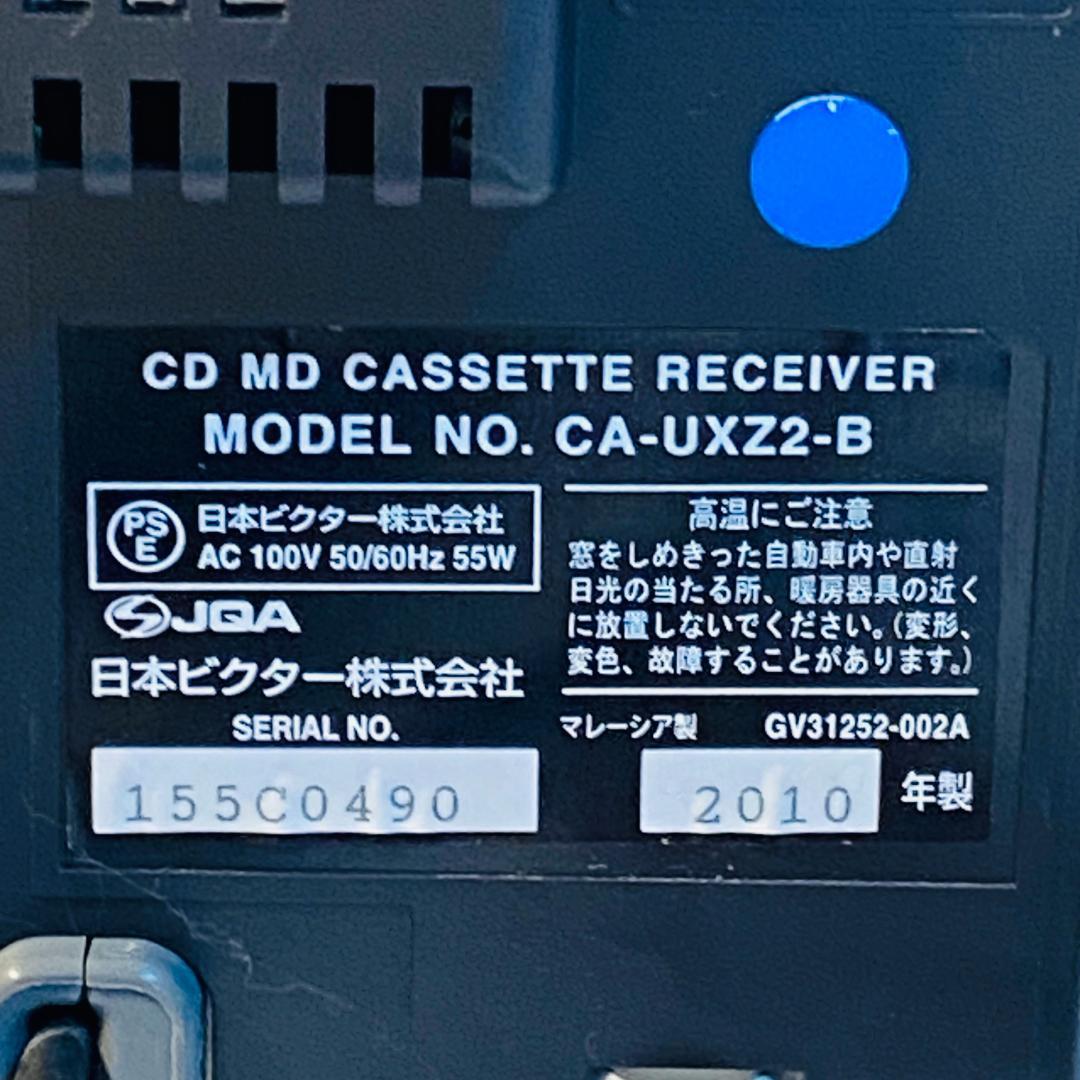 CD MD CASSETTE RECEIVER
MODEL NO. CA-UXZ2-B
PS
E
日本ビクター株式会社
AC 100V 50/60Hz 55W
JQA
日本ビクター株式会社
SERIAL NO.
155C0490
高温にご注意
窓をしめきった自動車内や直射
日光の当たる所、暖房器具の近く
に放置しないでください。（変形、
変色、故障することがあります。）
マレーシア製 GV31252-002A
2010 年製